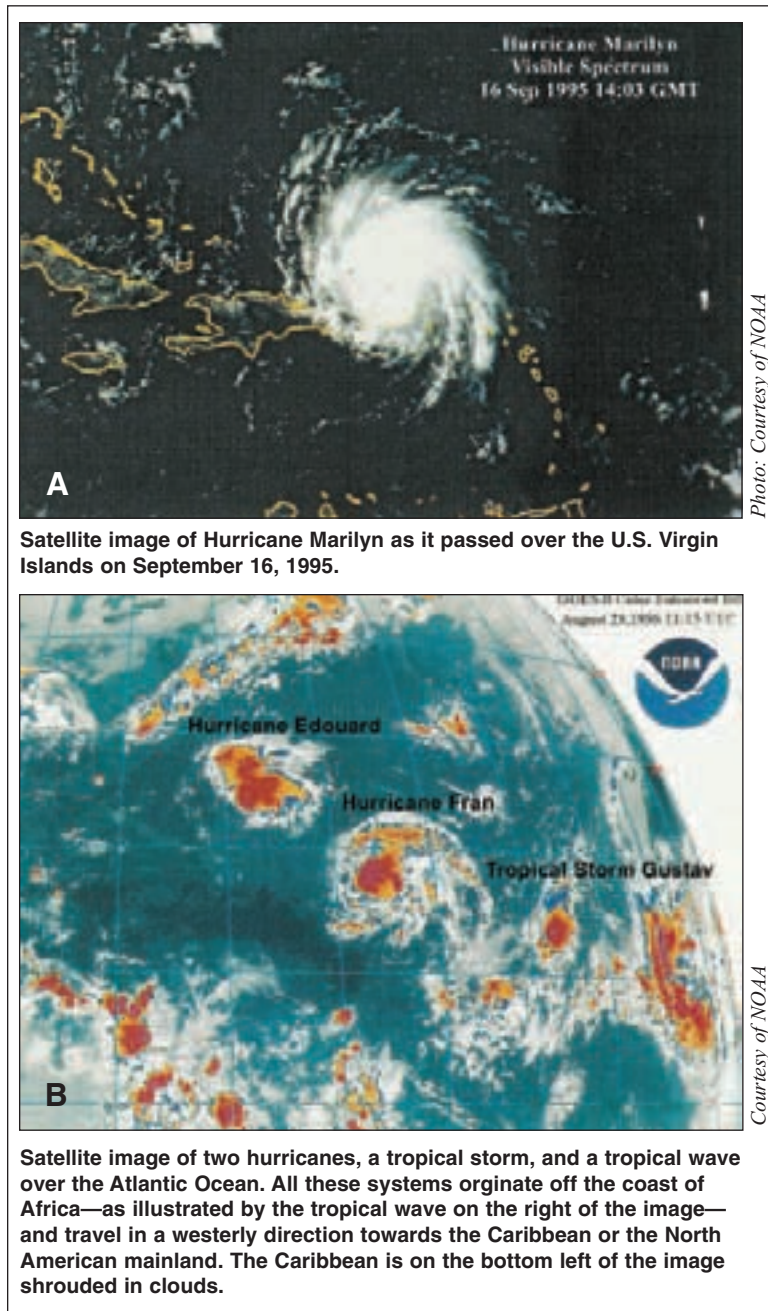 Hurricane Marilyn
Visible Spectrum
16 Sep 1995 14:03 GMT
A
Photo: Courtesy of NOAA
Satellite image of Hurricane Marilyn as it passed over the U.S. Virgin
Islands on September 16, 1995.
August 1996 11:15 UTC
NOAA
Hurricane Edouard
Hurricane Fran
Tropical Storm Gustav
B
Courtesy of NOAA
Satellite image of two hurricanes, a tropical storm, and a tropical wave
over the Atlantic Ocean. All these systems orginate off the coast of
Africa—as illustrated by the tropical wave on the right of the image—
and travel in a westerly direction towards the Caribbean or the North
American mainland. The Caribbean is on the bottom left of the image
shrouded in clouds.